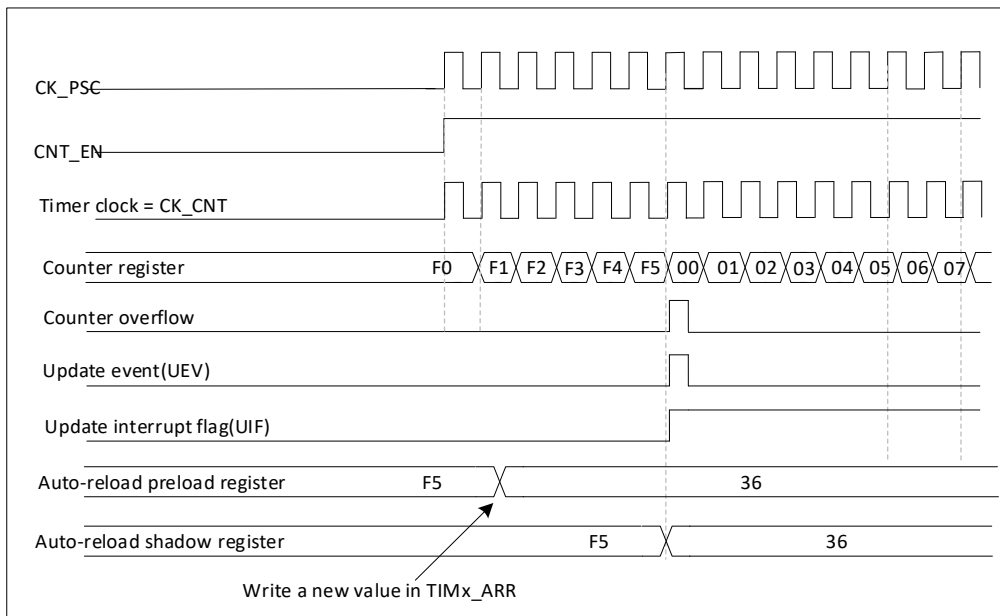 CK_PSC
CNT_EN
Timer clock = CK_CNT
Counter register F0 F1 F2 F3 F4 F5 00 01 02 03 04 05 06 07
Counter overflow
Update event(UEV)
Update interrupt flag(UIF)
Auto-reload preload register F5 36
Auto-reload shadow register F5 36
Write a new value in TIMx_ARR